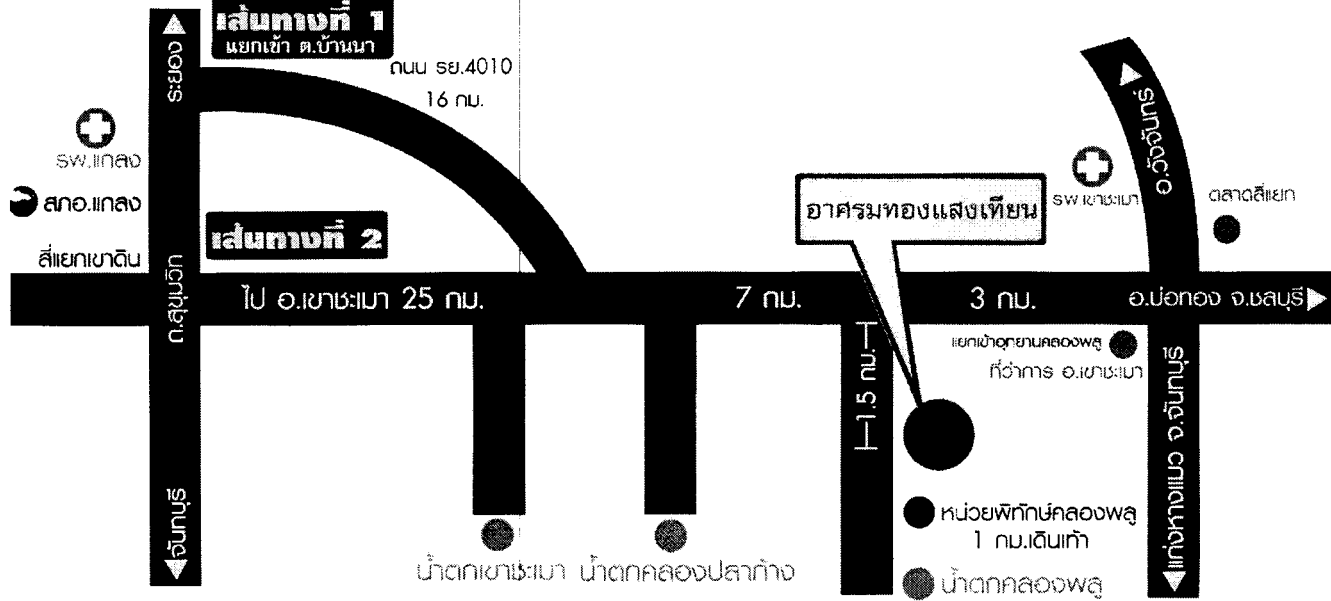 เส้นทางที่ 1
แยกเข้า ต.บ้านนา
ถนน รย.4010
16 กม.
ระยอง
รพ.แกลง
สภอ.แกลง
สี่แยกเขาดิน
เส้นทางที่ 2
ถ.สุขุมวิท
จันทบุรี
ไป อ.เขาชะเมา 25 กม.
7 กม.
3 กม.
อ.บ่อทอง จ.ชลบุรี
อาศรมทองแสงเทียน
รพ.เขาชะเมา
อ.วังจันทร์
ตลาดสี่แยก
แยกเข้าอุทยานคลองพลู
ที่ว่าการ อ.เขาชะเมา
1.5 กม.
แก่งหางแมว จ.จันทบุรี
หน่วยพิทักษ์คลองพลู
1 กม.เดินเท้า
น้ำตกเขาชะเมา
น้ำตกคลองปลาก้าง
น้ำตกคลองพลู